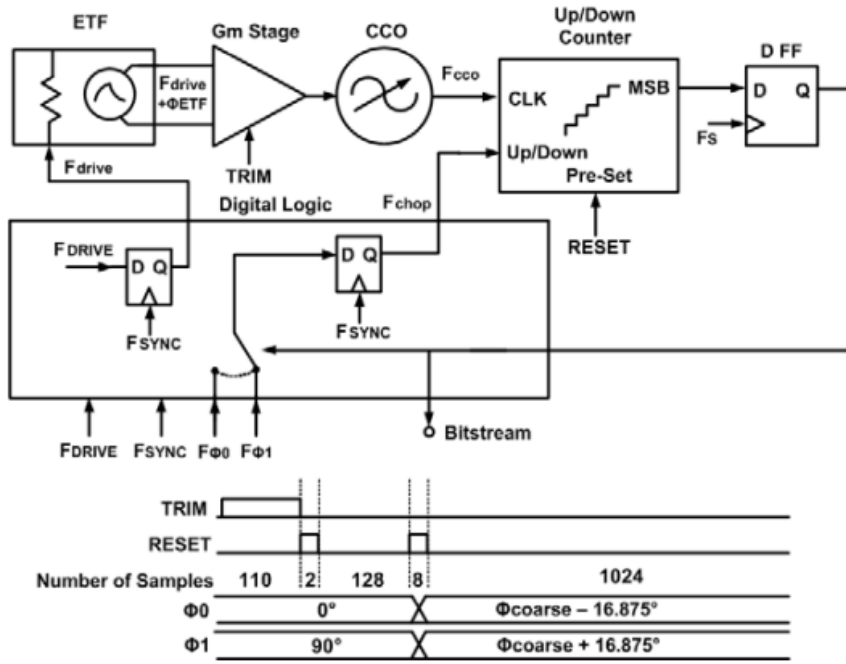 ETF
Gm Stage
CCO
Up/Down
Counter
D FF
Fdrive
+ΦETF
Fcco
CLK
MSB
D
Q
Up/Down
Fs
Pre-Set
Fdrive
TRIM
Fchop
RESET
Digital Logic
FDRIVE
D Q
D Q
FSYNC
FSYNC
FDRIVE
FSYNC
FΦ0
FΦ1
Bitstream
TRIM
RESET
Number of Samples 110 2 128 8 1024
Φ0 0° Φcoarse – 16.875°
Φ1 90° Φcoarse + 16.875°